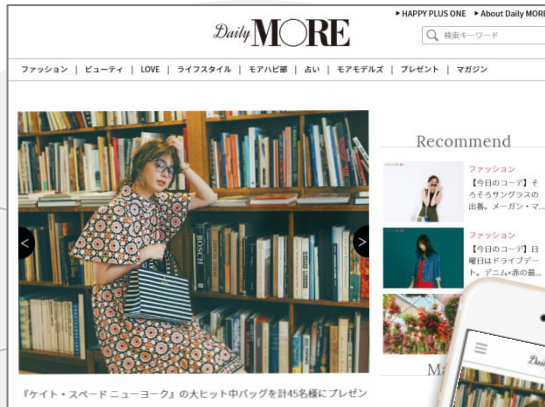 ▶ HAPPY PLUS ONE ▶ About Daily MORE
Daily MORE
検索キーワード
ファッション | ビューティ | LOVE | ライフスタイル | モアハピ部 | 占い | モアモデルズ | プレゼント | マガジン
Recommend
ファッション
【今日のコーデ】そ
ろそろサングラスの
出番。メーガン・マ...
BOSCH
< >
ファッション
【今日のコーデ】日
曜日はドライブデー
ト。デニム×赤の最...
『ケイト・スペード ニューヨーク』の大ヒット中バッグを計45名様にプレゼン